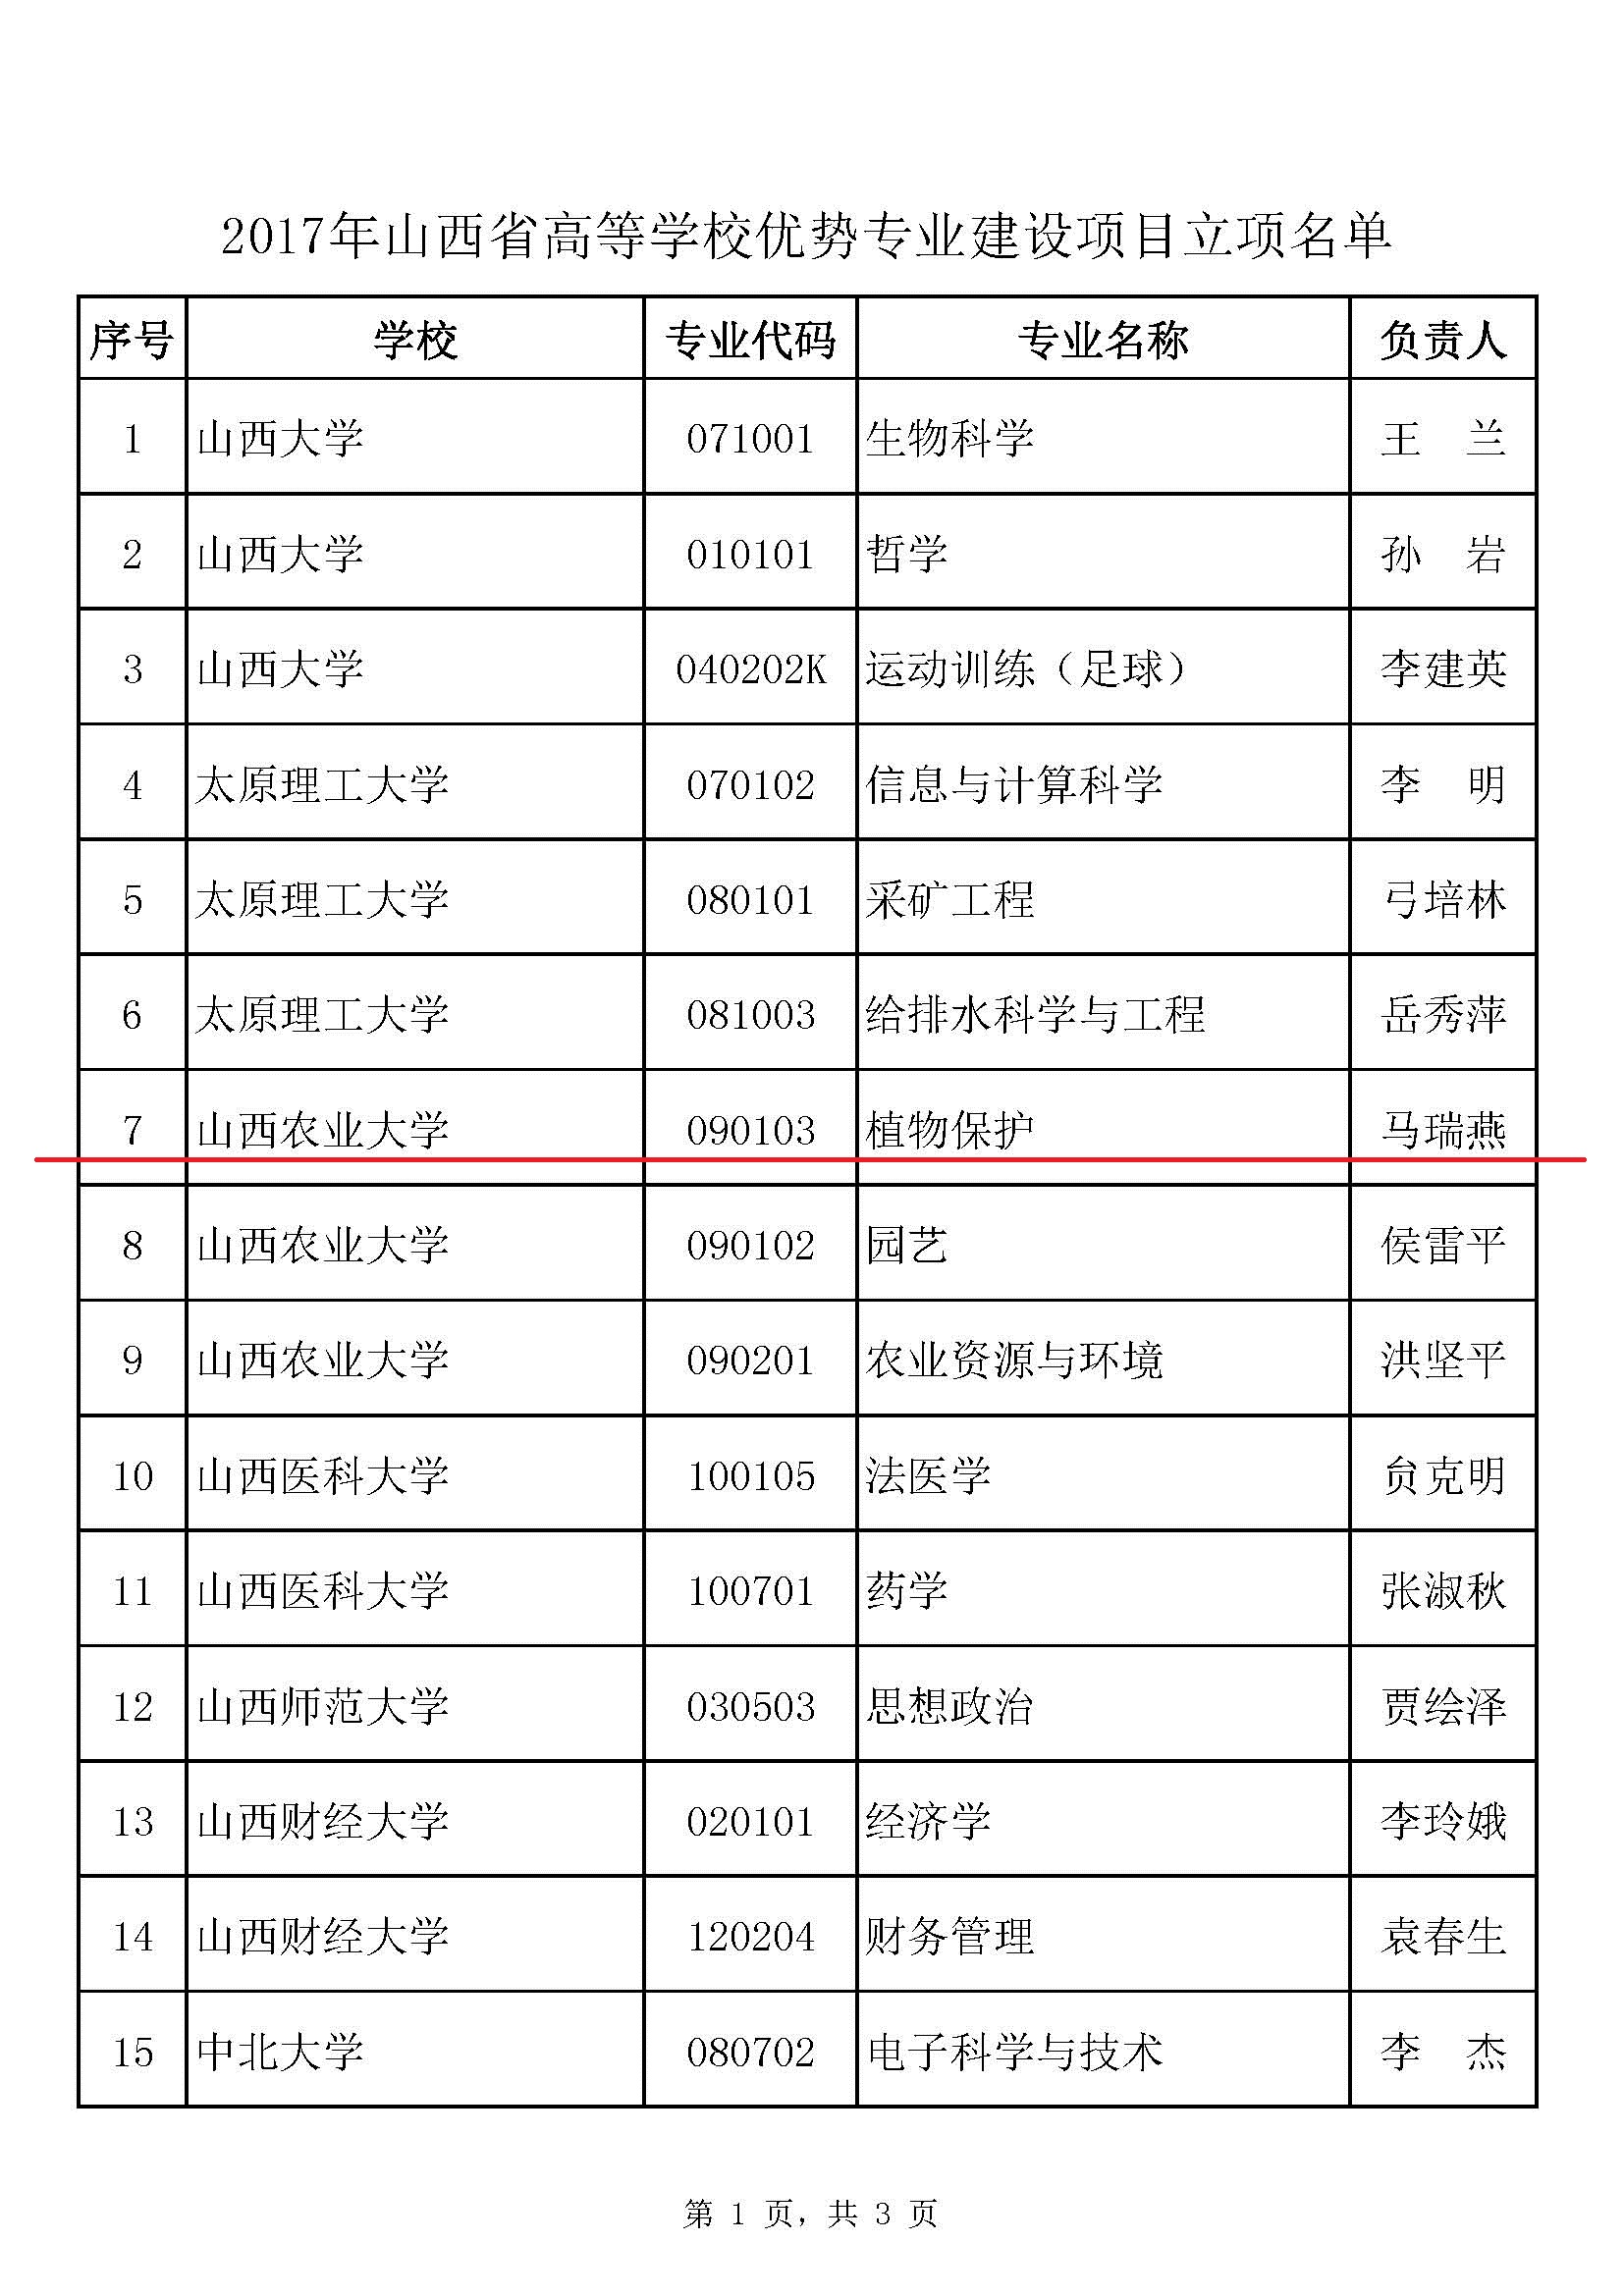 2017年山西省高等学校优势专业建设项目立项名单
序号 学校 专业代码 专业名称 负责人
1 山西大学 071001 生物科学 王 兰
2 山西大学 010101 哲学 孙 岩
3 山西大学 040202K 运动训练（足球） 李建英
4 太原理工大学 070102 信息与计算科学 李 明
5 太原理工大学 080101 采矿工程 弓培林
6 太原理工大学 081003 给排水科学与工程 岳秀萍
7 山西农业大学 090103 植物保护 马瑞燕
8 山西农业大学 090102 园艺 侯雷平
9 山西农业大学 090201 农业资源与环境 洪坚平
10 山西医科大学 100105 法医学 贠克明
11 山西医科大学 100701 药学 张淑秋
12 山西师范大学 030503 思想政治 贾绘泽
13 山西财经大学 020101 经济学 李玲娥
14 山西财经大学 120204 财务管理 袁春生
15 中北大学 080702 电子科学与技术 李 杰
第 1 页，共 3 页